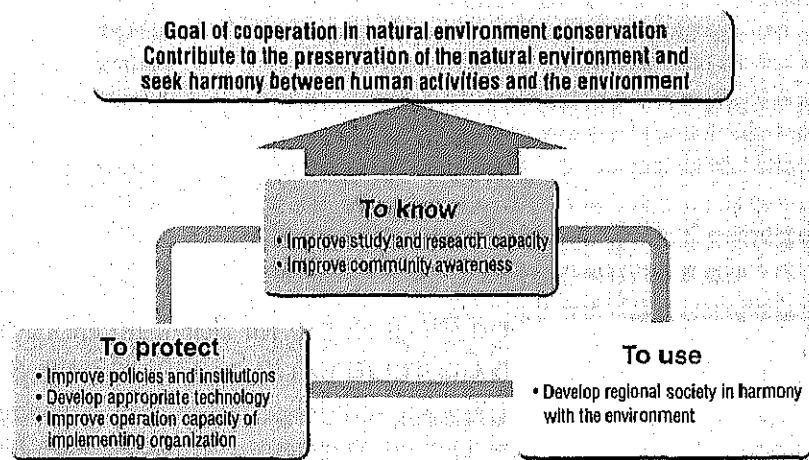 Goal of cooperation in natural environment conservation
Contribute to the preservation of the natural environment and
seek harmony between human activities and the environment
To know
• Improve study and research capacity
• Improve community awareness
To protect
• Improve policies and institutions
• Develop appropriate technology
• Improve operation capacity of
implementing organization
To use
• Develop regional society in harmony
with the environment